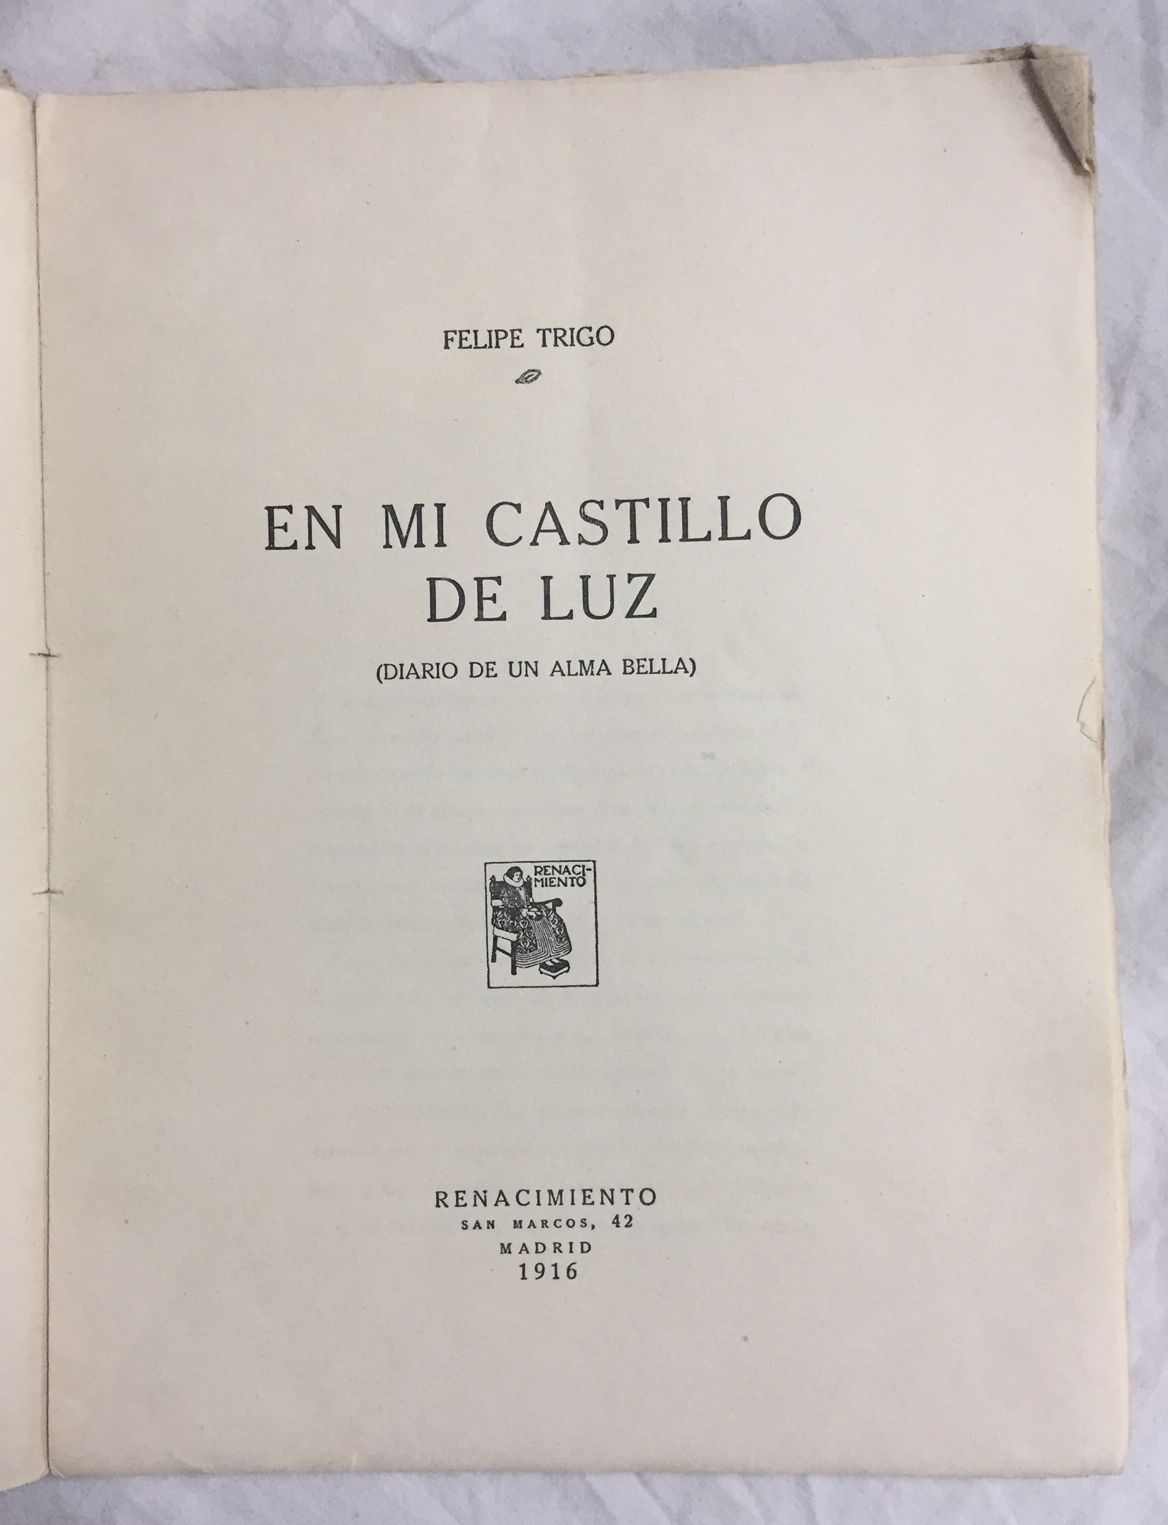 FELIPE TRIGO
EN MI CASTILLO
DE LUZ
(DIARIO DE UN ALMA BELLA)
RENACI-
MIENTO
RENACIMIENTO
SAN MARCOS, 42
MADRID
1916